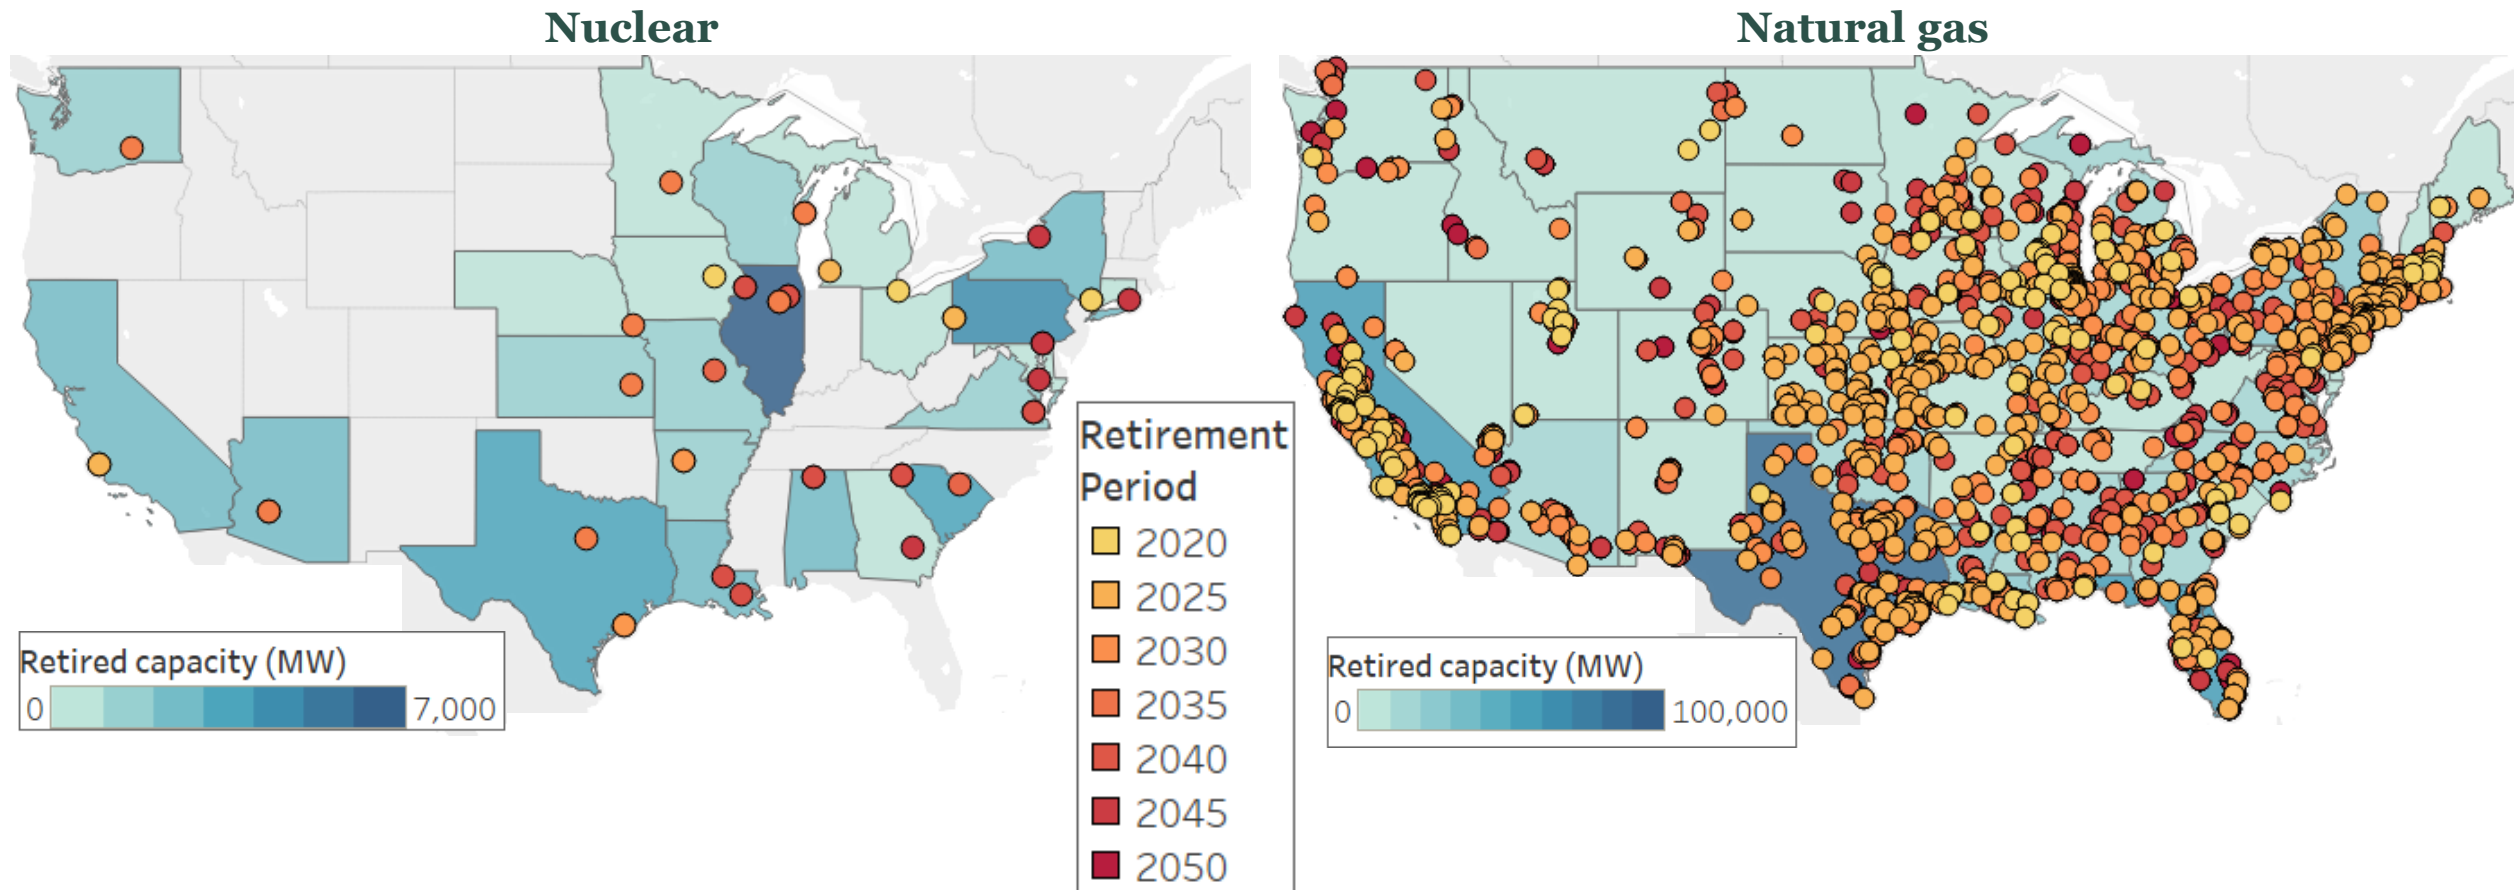 Nuclear
Natural gas
Retirement
Period
2020
2025
2030
2035
2040
2045
2050
Retired capacity (MW)
0
7,000
Retired capacity (MW)
0
100,000